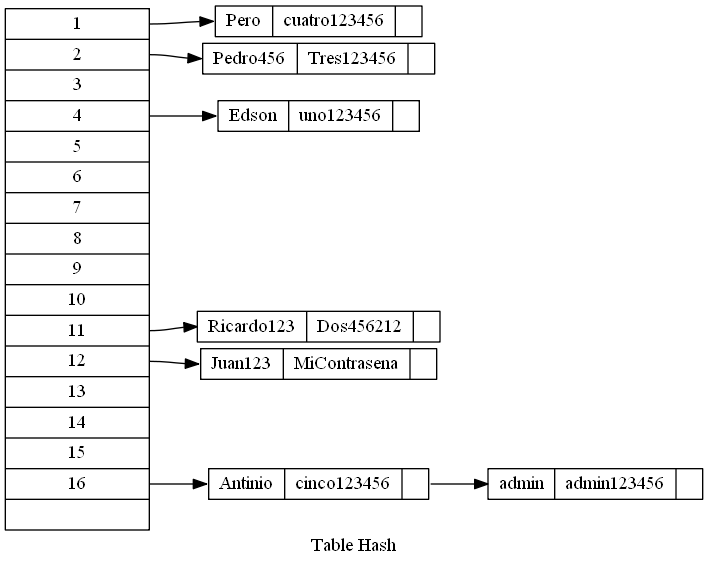 1 Pero cuatro123456
2 Pedro456 Tres123456
3
4 Edson uno123456
5
6
7
8
9
10
11 Ricardo123 Dos456212
12 Juan123 MiContrasena
13
14
15
16 Antinio cinco123456 admin admin123456
Table Hash